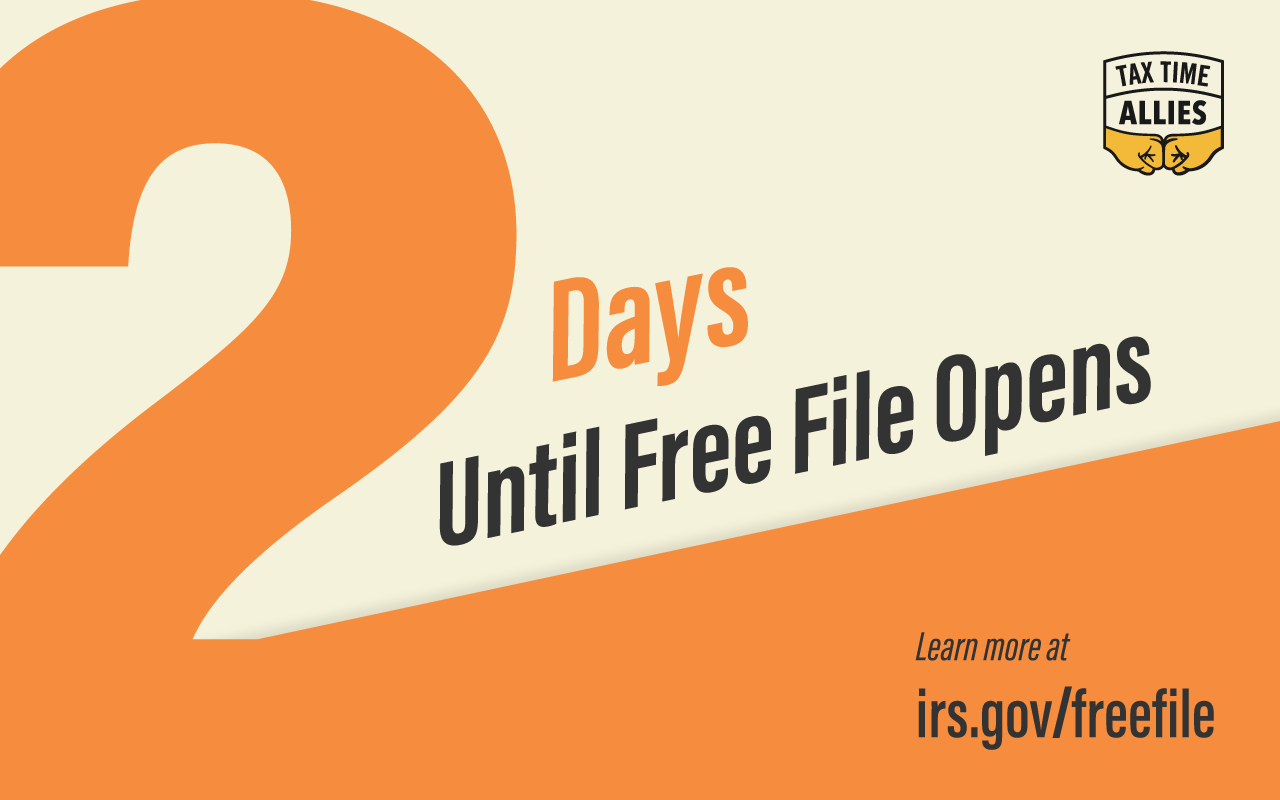 2
Days
Until Free File Opens
TAX TIME
ALLIES
Learn more at
irs.gov/freefile